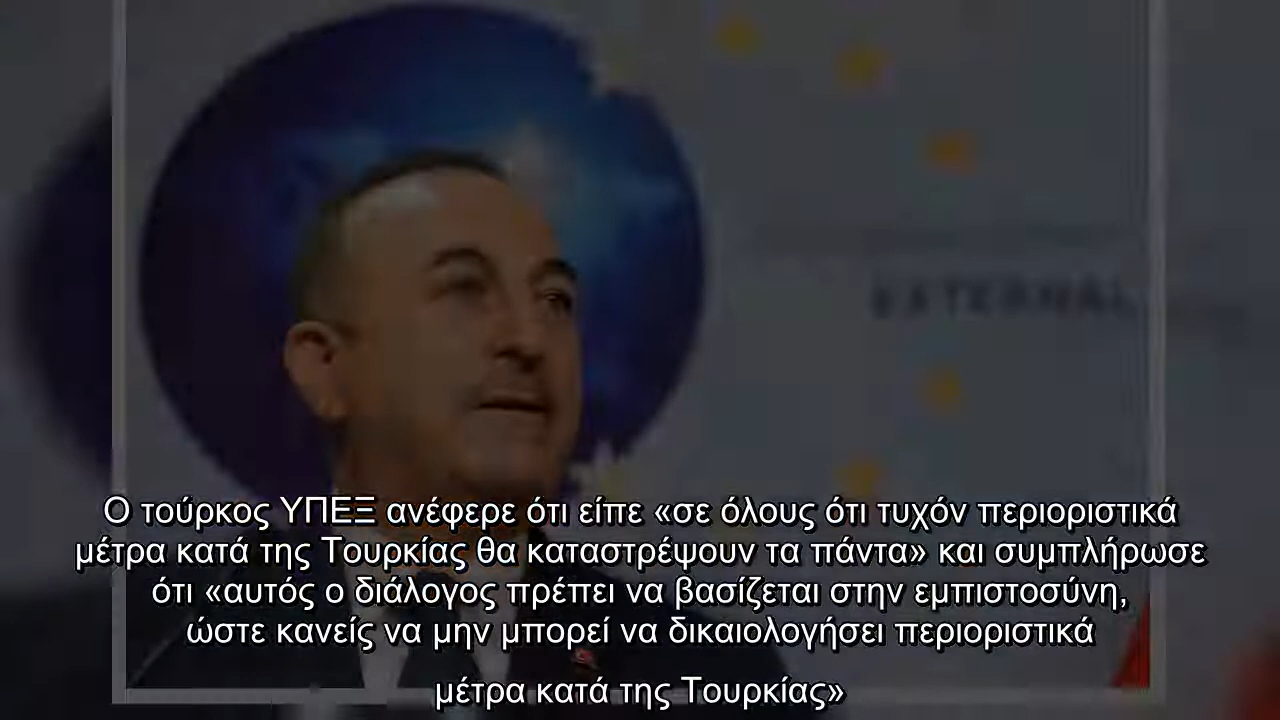 EXTERNAL
Ο τούρκος ΥΠΕΞ ανέφερε ότι είπε «σε όλους ότι τυχόν περιοριστικά
μέτρα κατά της Τουρκίας θα καταστρέψουν τα πάντα» και συμπλήρωσε
ότι «αυτός ο διάλογος πρέπει να βασίζεται στην εμπιστοσύνη,
ώστε κανείς να μην μπορεί να δικαιολογήσει περιοριστικά
μέτρα κατά της Τουρκίας»